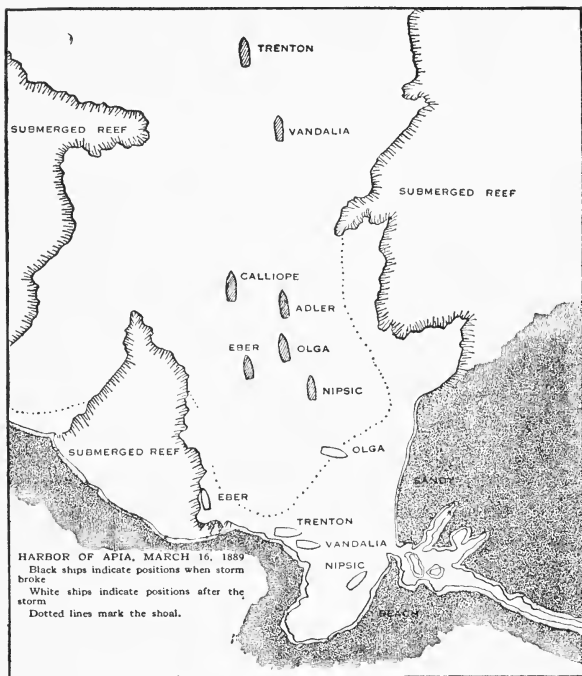 TRENTON
SUBMERGED REEF
VANDALIA
SUBMERGED REEF
CALLIOPE
ADLER
EBER
OLGA
NIPSIC
OLGA
SUBMERGED REEF
SANDY
EBER
TRENTON
VANDALIA
NIPSIC
BEACH
HARBOR OF APIA, MARCH 16, 1889
Black ships indicate positions when storm
broke
White ships indicate positions after the
storm
Dotted lines mark the shoal.